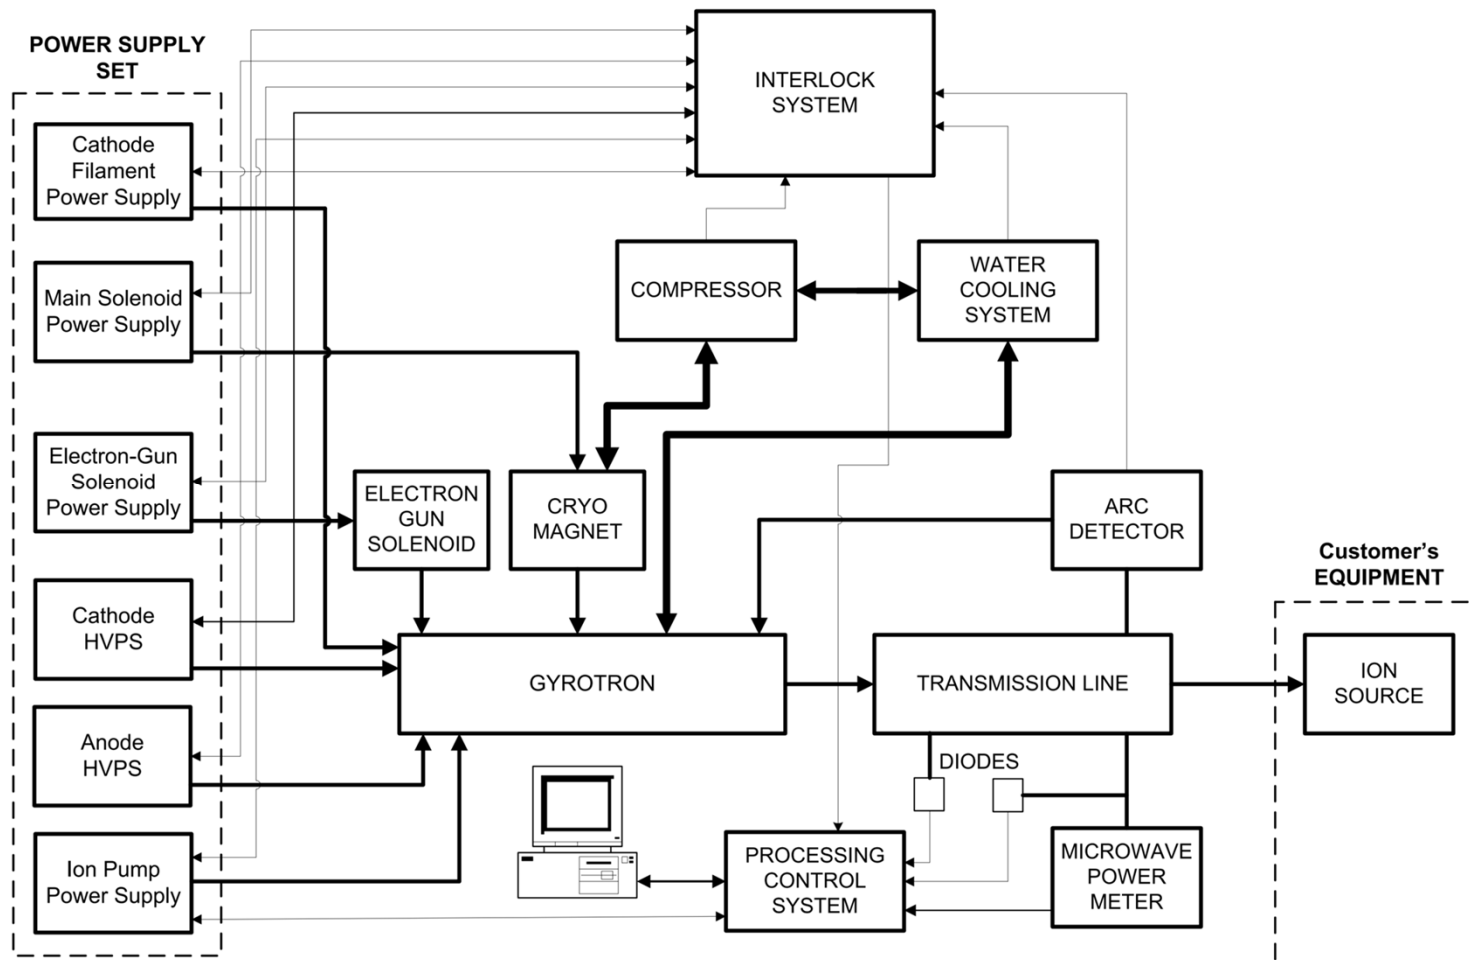 POWER SUPPLY
SET
INTERLOCK
SYSTEM
Cathode
Filament
Power Supply
Main Solenoid
Power Supply
COMPRESSOR
WATER
COOLING
SYSTEM
Electron-Gun
Solenoid
Power Supply
ELECTRON
GUN
SOLENOID
CRYO
MAGNET
ARC
DETECTOR
Customer's
EQUIPMENT
Cathode
HVPS
GYROTRON
TRANSMISSION LINE
ION
SOURCE
Anode
HVPS
DIODES
Ion Pump
Power Supply
PROCESSING
CONTROL
SYSTEM
MICROWAVE
POWER
METER